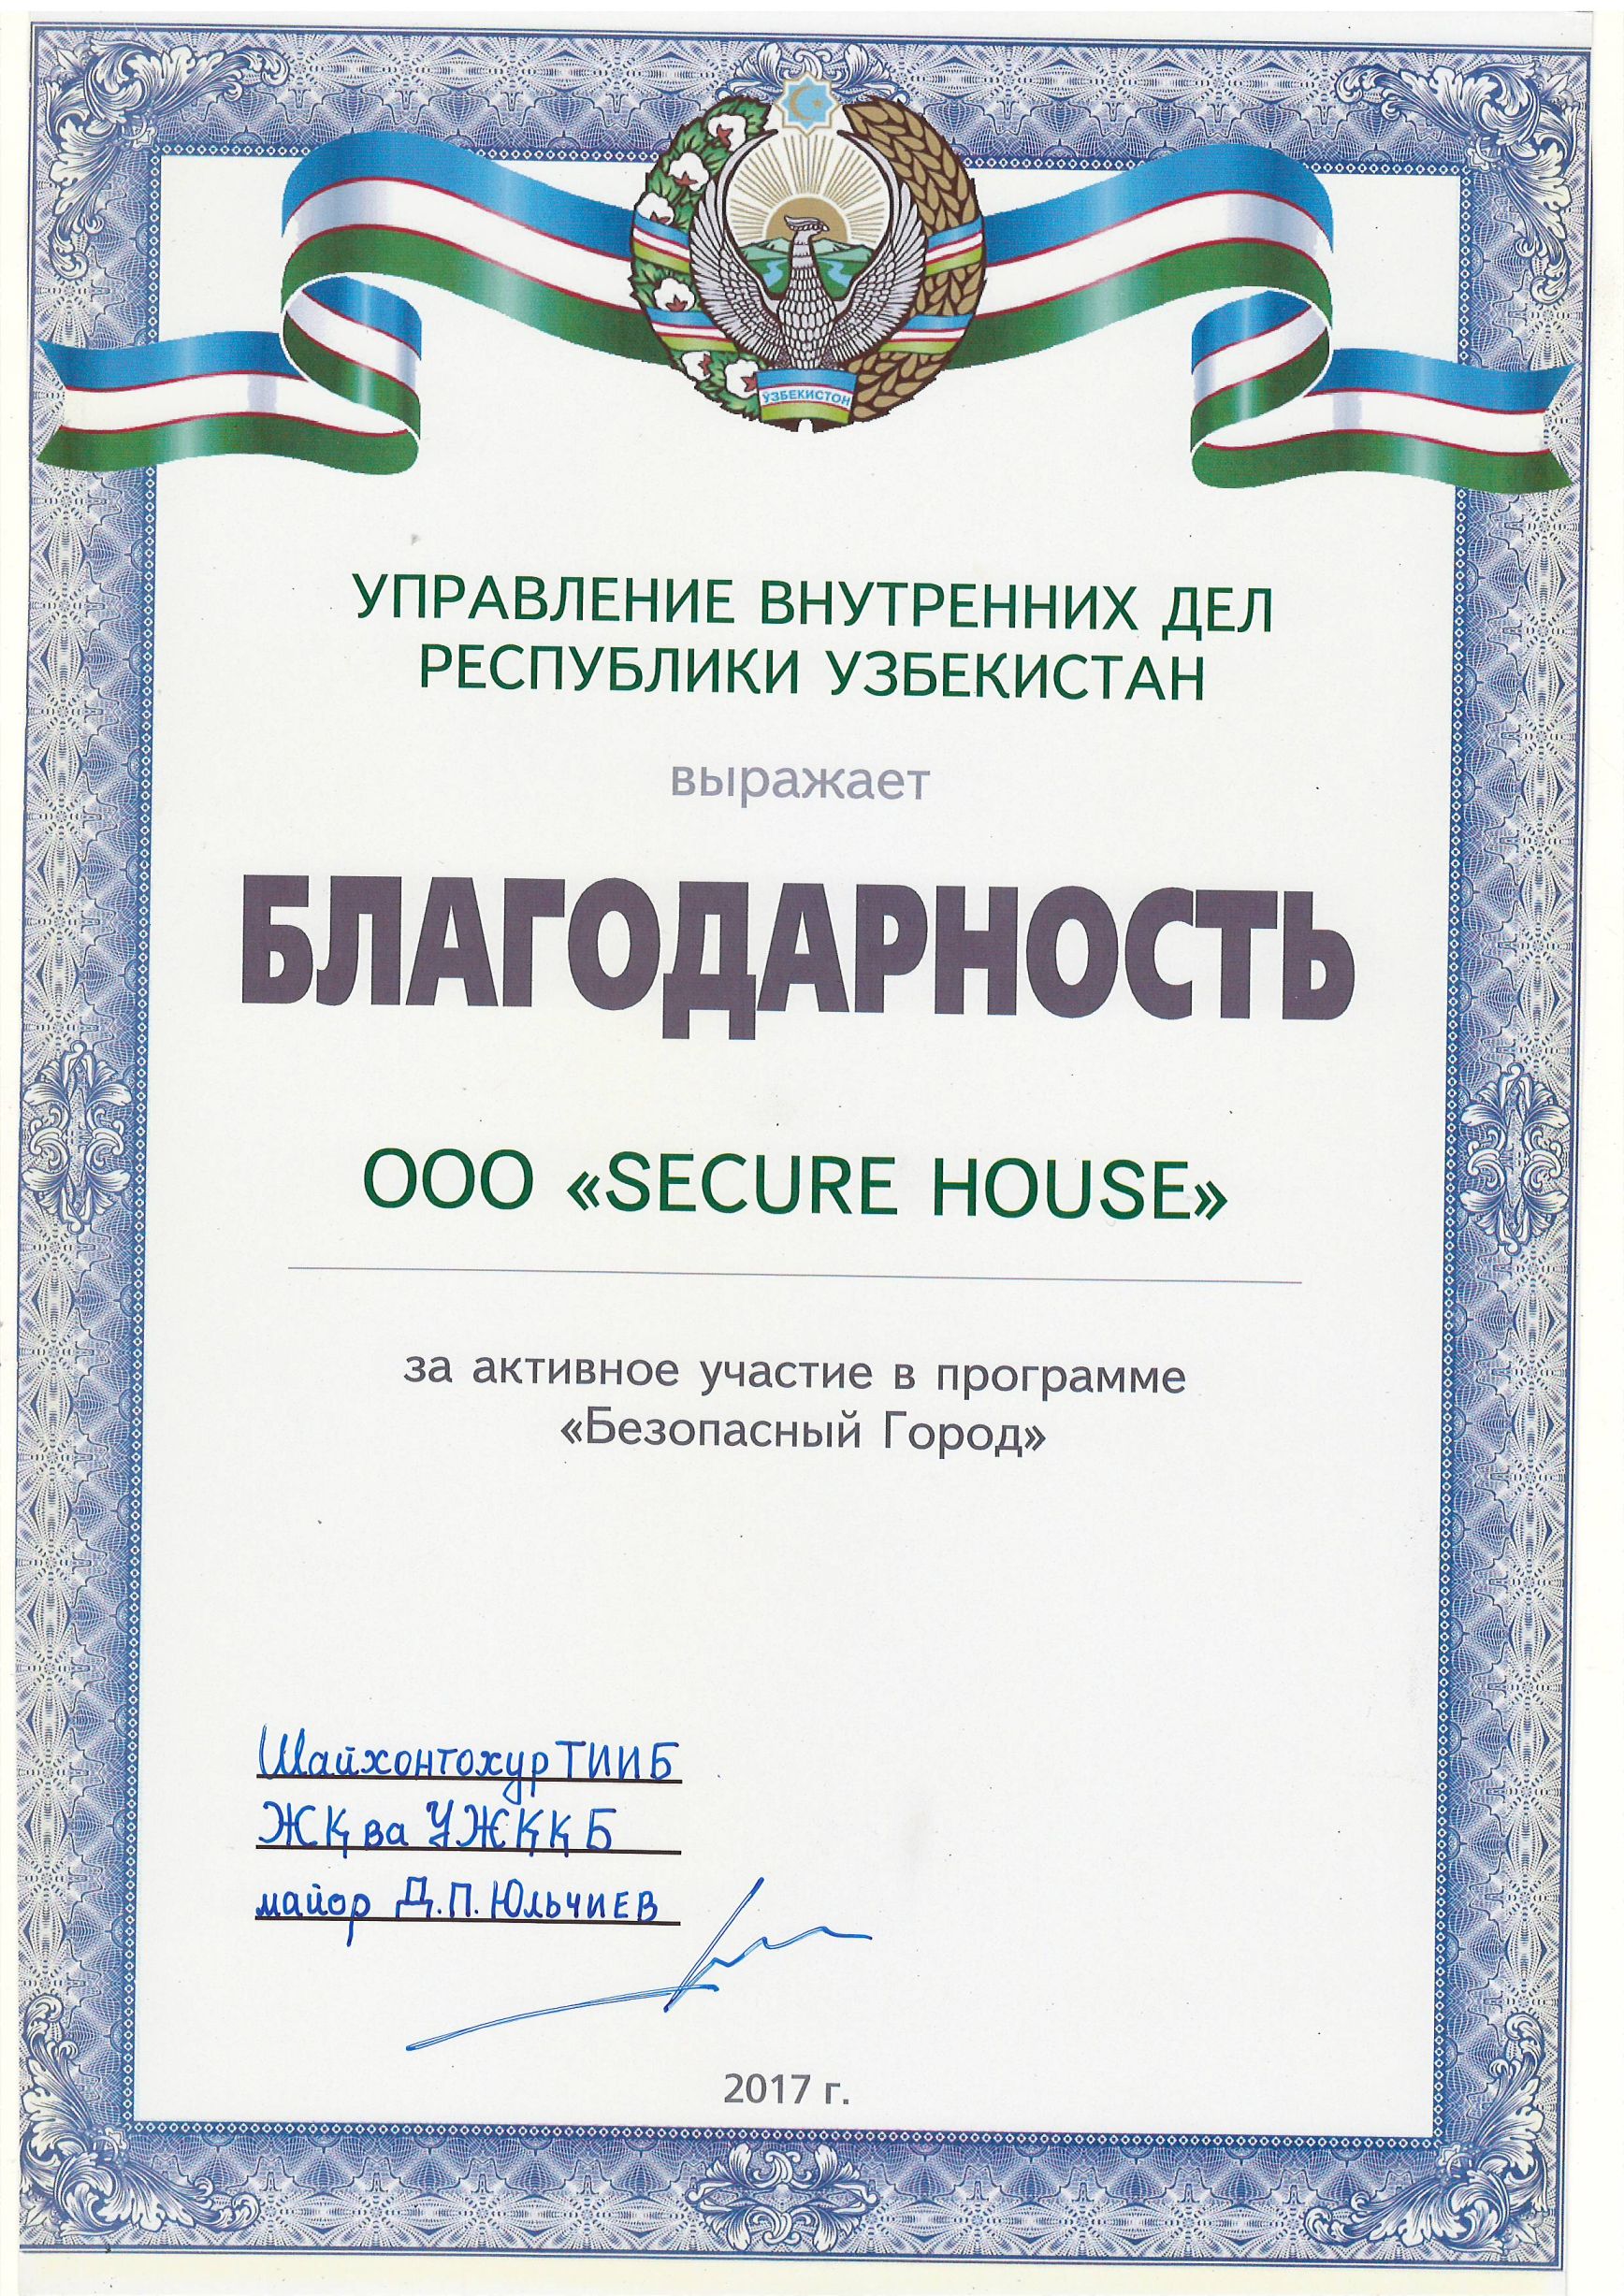 ЎЗБЕКИСТОН
УПРАВЛЕНИЕ ВНУТРЕННИХ ДЕЛ
РЕСПУБЛИКИ УЗБЕКИСТАН
выражает
БЛАГОДАРНОСТЬ
ООО «SECURE HOUSE»
за активное участие в программе
«Безопасный Город»
Шайхонтохур ТИИБ
ЖҚ ва УЖҚҚБ
майор Д.П. Юльчиев
2017 г.